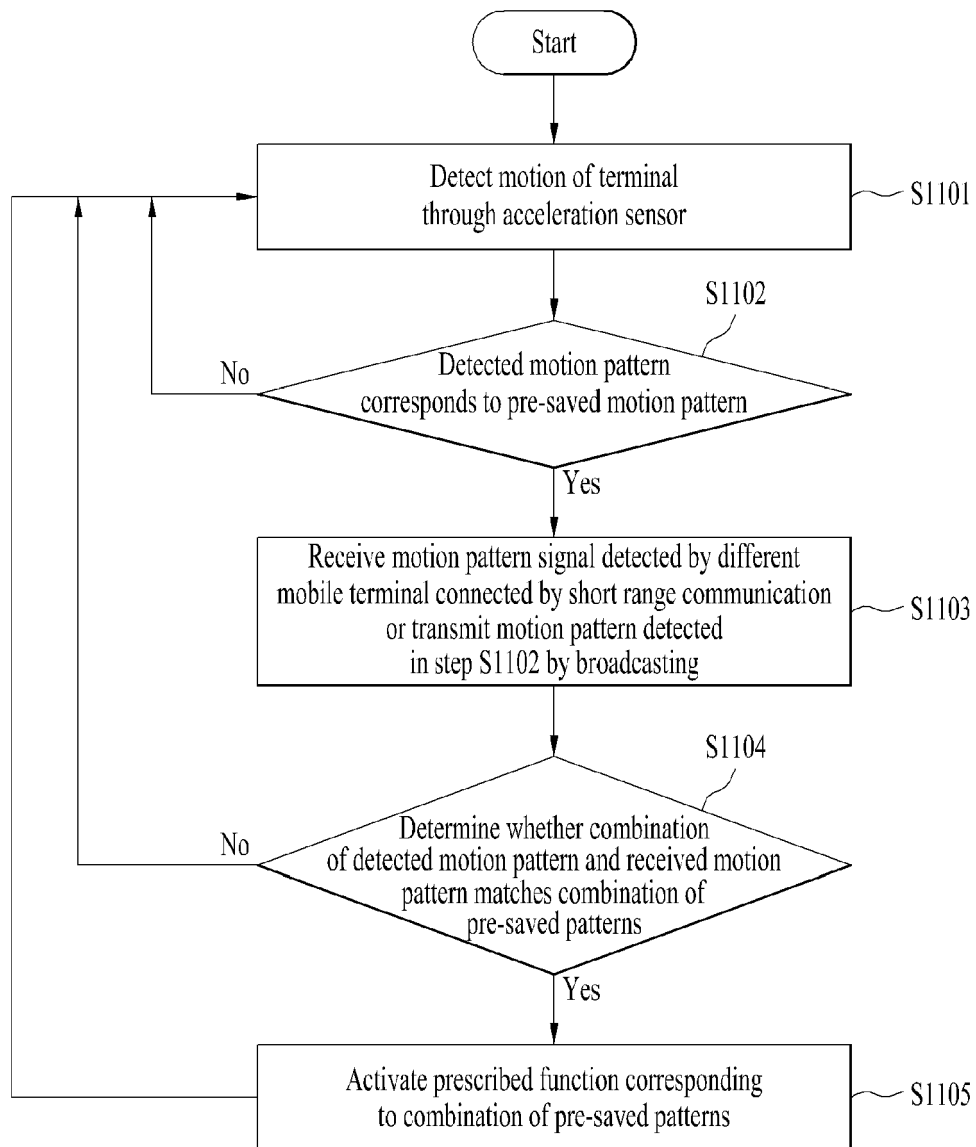 Start
Detect motion of terminal
through acceleration sensor
S1101
S1102
Detected motion pattern
corresponds to pre-saved motion pattern
No
Yes
Receive motion pattern signal detected by different
mobile terminal connected by short range communication
or transmit motion pattern detected
in step S1102 by broadcasting
S1103
S1104
Determine whether combination
of detected motion pattern and received motion
pattern matches combination of
pre-saved patterns
No
Yes
Activate prescribed function corresponding
to combination of pre-saved patterns
S1105